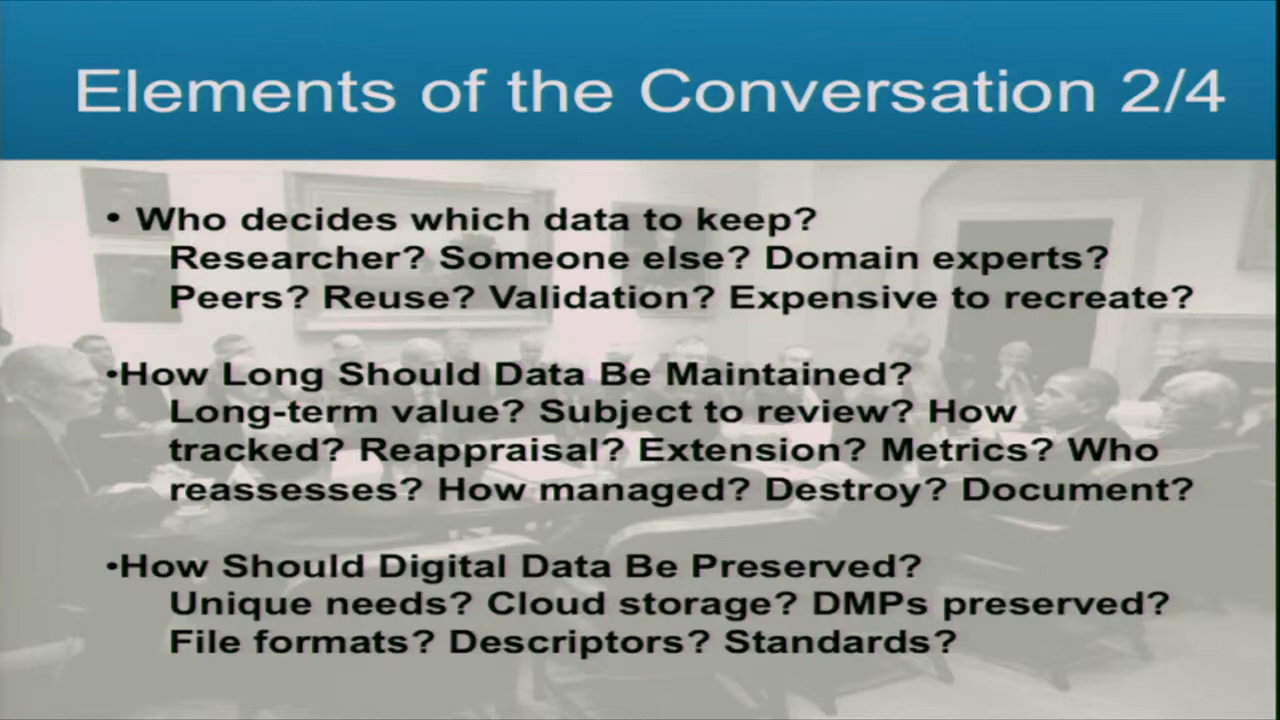 Elements of the Conversation 2/4
• Who decides which data to keep?
Researcher? Someone else? Domain experts?
Peers? Reuse? Validation? Expensive to recreate?
•How Long Should Data Be Maintained?
Long-term value? Subject to review? How
tracked? Reappraisal? Extension? Metrics? Who
reassesses? How managed? Destroy? Document?
•How Should Digital Data Be Preserved?
Unique needs? Cloud storage? DMPs preserved?
File formats? Descriptors? Standards?